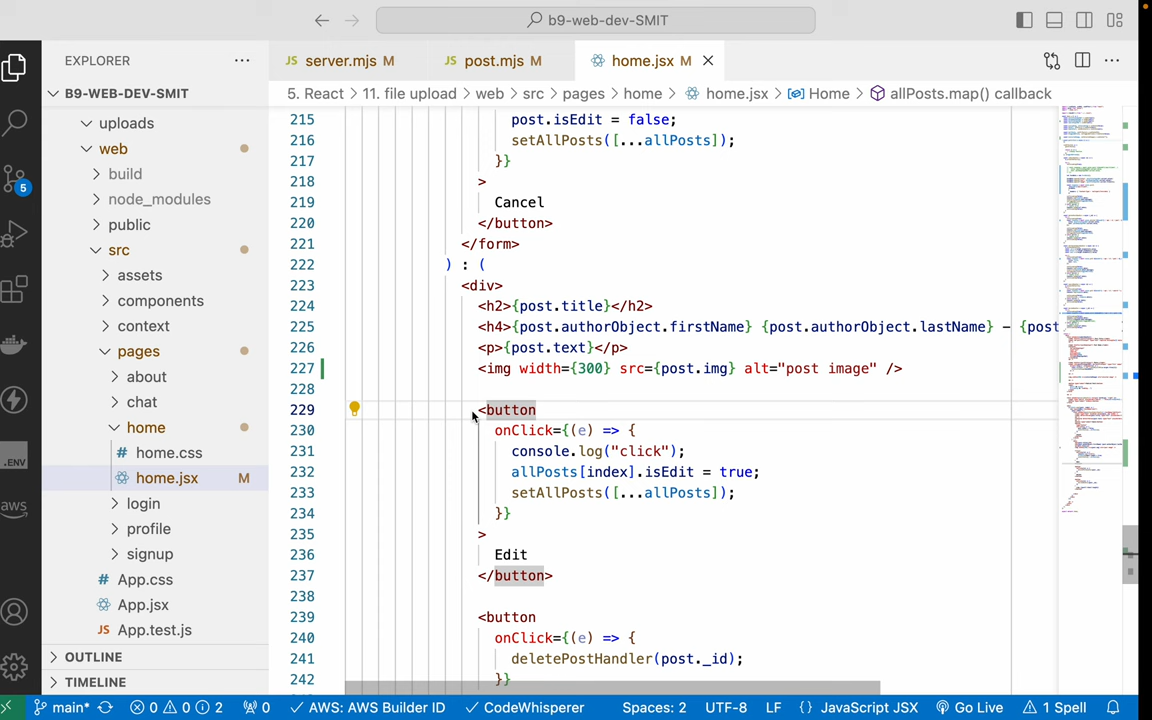 b9-web-dev-SMIT
EXPLORER
JS server.mjs M
JS post.mjs M
home.jsx M
B9-WEB-DEV-SMIT
5. React > 11. file upload > web > src > pages > home > home.jsx > Home > allPosts.map() callback
uploads
web
build
node_modules
public
src
assets
components
context
pages
about
chat
home
# home.css
home.jsx M
login
profile
signup
# App.css
App.jsx
JS App.test.js
OUTLINE
TIMELINE
5
.ENV
aws
215 post.isEdit = false;
216 setAllPosts([...allPosts]);
217 }}
218 >
219 Cancel
220 </button>
221 </form>
222 ) : (
223 <div>
224 <h2>{post.title}</h2>
225 <h4>{post.authorObject.firstName} {post.authorObject.lastName} - {post
226 <p>{post.text}</p>
227 <img width={300} src={post.img} alt="post image" />
228
229 <button
230 onClick={(e) => {
231 console.log("click");
232 allPosts[index].isEdit = true;
233 setAllPosts([...allPosts]);
234 }}
235 >
236 Edit
237 </button>
238
239 <button
240 onClick={(e) => {
241 deletePostHandler(post._id);
242 }}
main* 0 0 2 0 AWS: AWS Builder ID CodeWhisperer Spaces: 2 UTF-8 LF {} JavaScript JSX Go Live 1 Spell